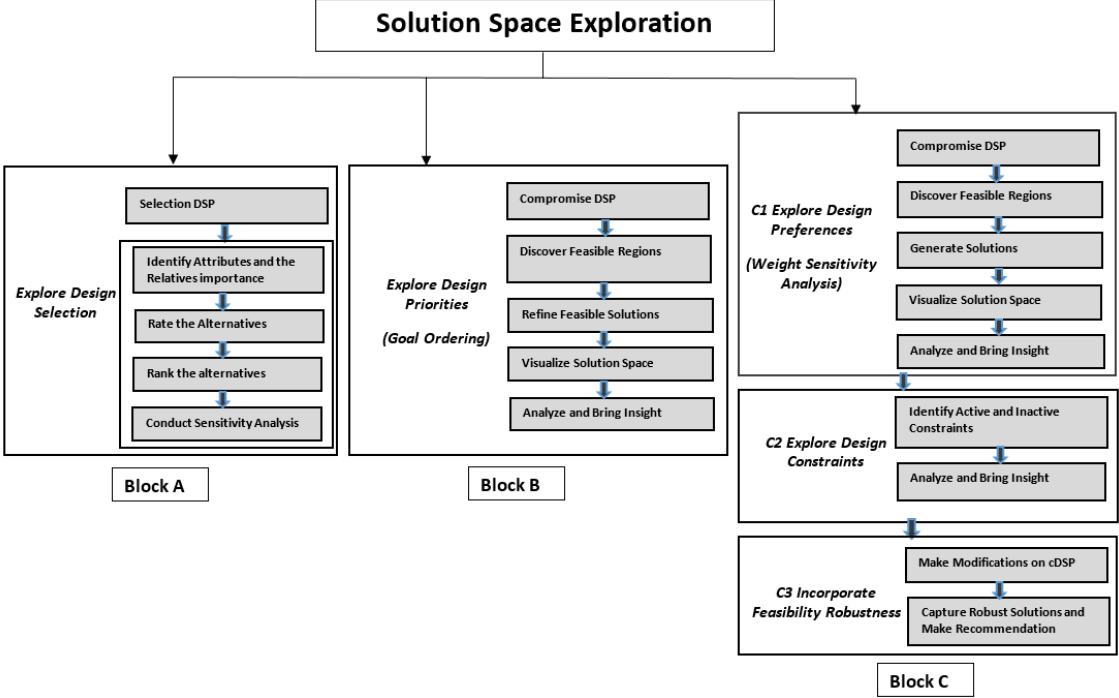 Solution Space Exploration
Explore Design
Selection
Selection DSP
Identify Attributes and the
Relatives importance
Rate the Alternatives
Rank the alternatives
Conduct Sensitivity Analysis
Block A
Explore Design
Priorities
(Goal Ordering)
Compromise DSP
Discover Feasible Regions
Refine Feasible Solutions
Visualize Solution Space
Analyze and Bring Insight
Block B
C1 Explore Design
Preferences
(Weight Sensitivity
Analysis)
Compromise DSP
Discover Feasible Regions
Generate Solutions
Visualize Solution Space
Analyze and Bring Insight
C2 Explore Design
Constraints
Identify Active and Inactive
Constraints
Analyze and Bring Insight
C3 Incorporate
Feasibility Robustness
Make Modifications on cDSP
Capture Robust Solutions and
Make Recommendation
Block C